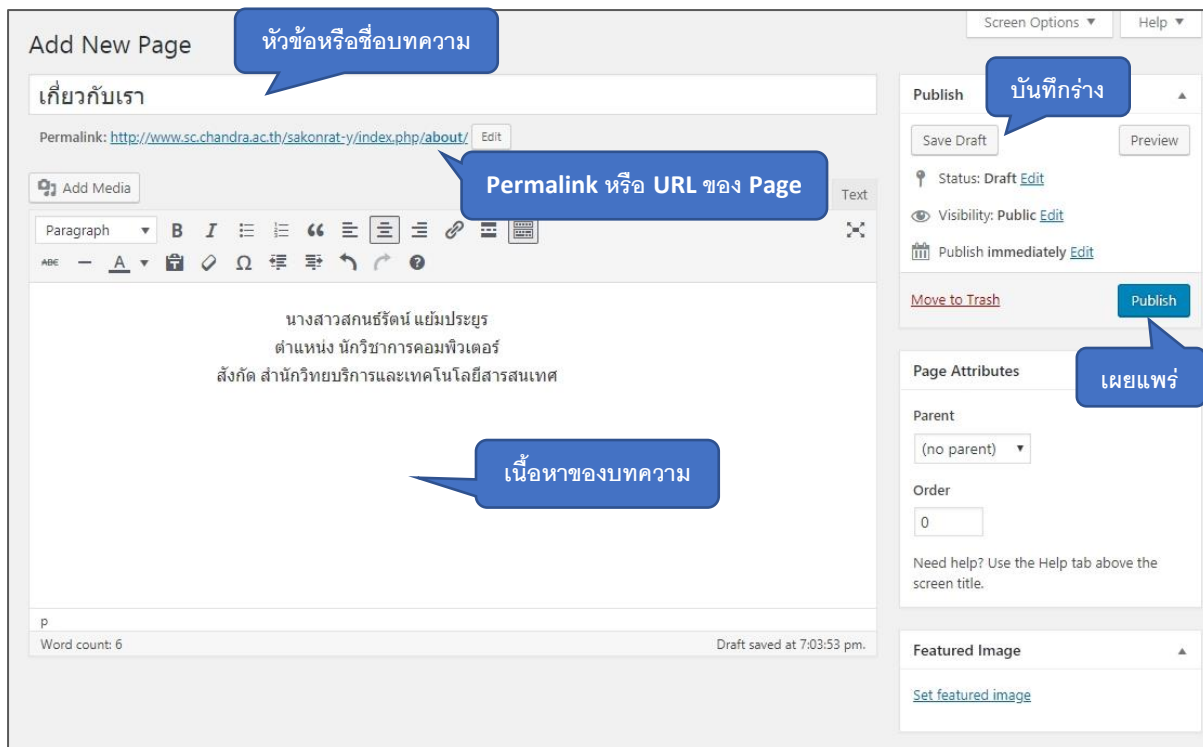 Screen Options ▼ Help ▼
Add New Page
หัวข้อหรือชื่อบทความ
เกี่ยวกับเรา
Permalink: http://www.sc.chandra.ac.th/sakonrat-y/index.php/about/ Edit
Permalink หรือ URL ของ Page
Add Media
Text
Paragraph ▼ B I
ABC A Ω
นางสาวสกนธ์รัตน์ แย้มประยูร
ตำแหน่ง นักวิชาการคอมพิวเตอร์
สังกัด สำนักวิทยบริการและเทคโนโลยีสารสนเทศ
เนื้อหาของบทความ
p
Word count: 6 Draft saved at 7:03:53 pm.
Publish
บันทึกร่าง
Save Draft Preview
Status: Draft Edit
Visibility: Public Edit
Publish immediately Edit
Move to Trash Publish
เผยแพร่
Page Attributes
Parent
(no parent) ▼
Order
0
Need help? Use the Help tab above the
screen title.
Featured Image
Set featured image